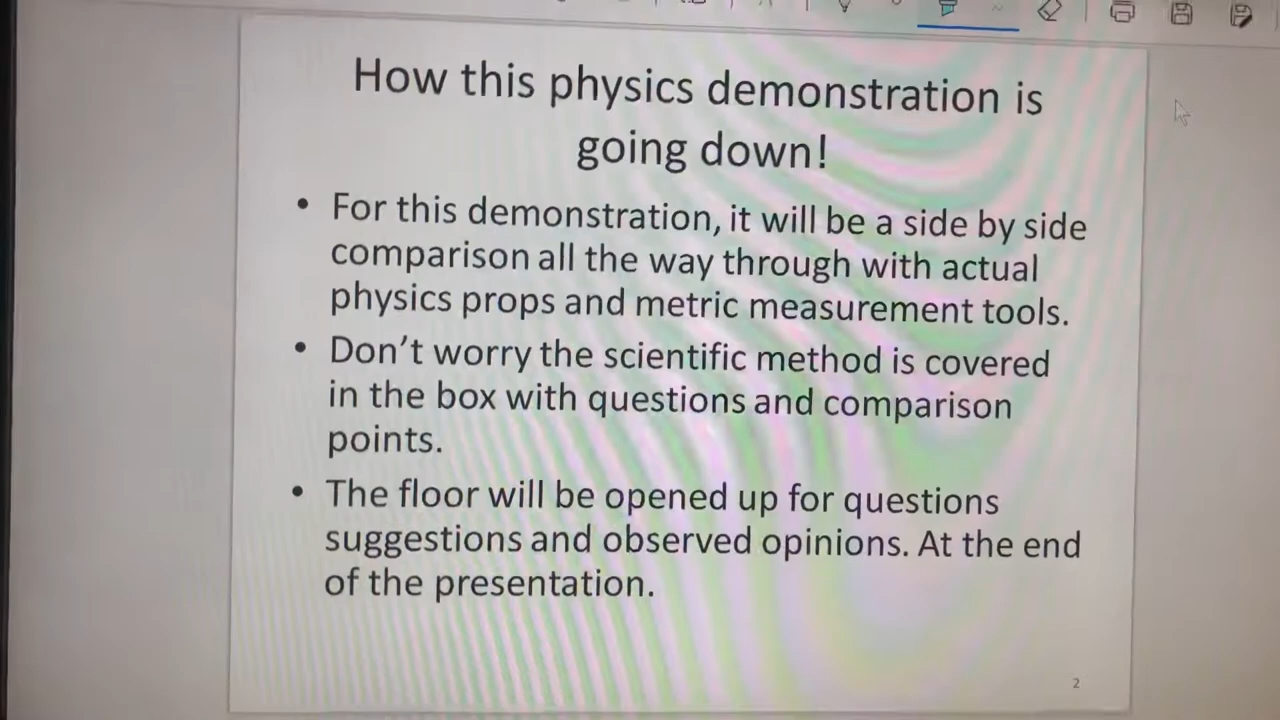 How this physics demonstration is
going down!
• For this demonstration, it will be a side by side
comparison all the way through with actual
physics props and metric measurement tools.
• Don’t worry the scientific method is covered
in the box with questions and comparison
points.
• The floor will be opened up for questions
suggestions and observed opinions. At the end
of the presentation.
2